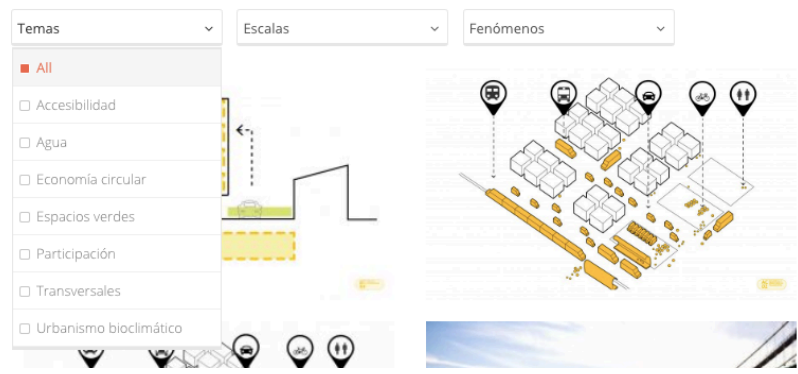 Temas
Escalas
Fenómenos
All
Accesibilidad
Agua
Economía circular
Espacios verdes
Participación
Transversales
Urbanismo bioclimático